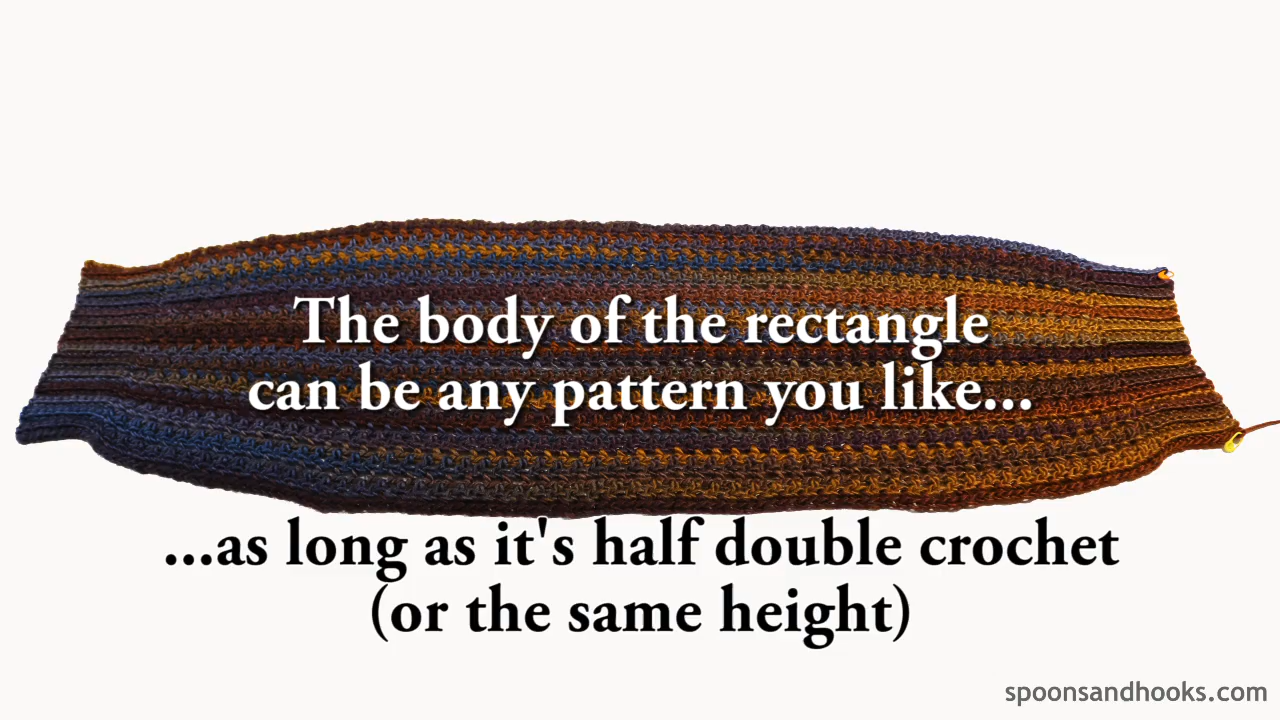 The body of the rectangle
can be any pattern you like...
...as long as it's half double crochet
(or the same height)
spoonsandhooks.com